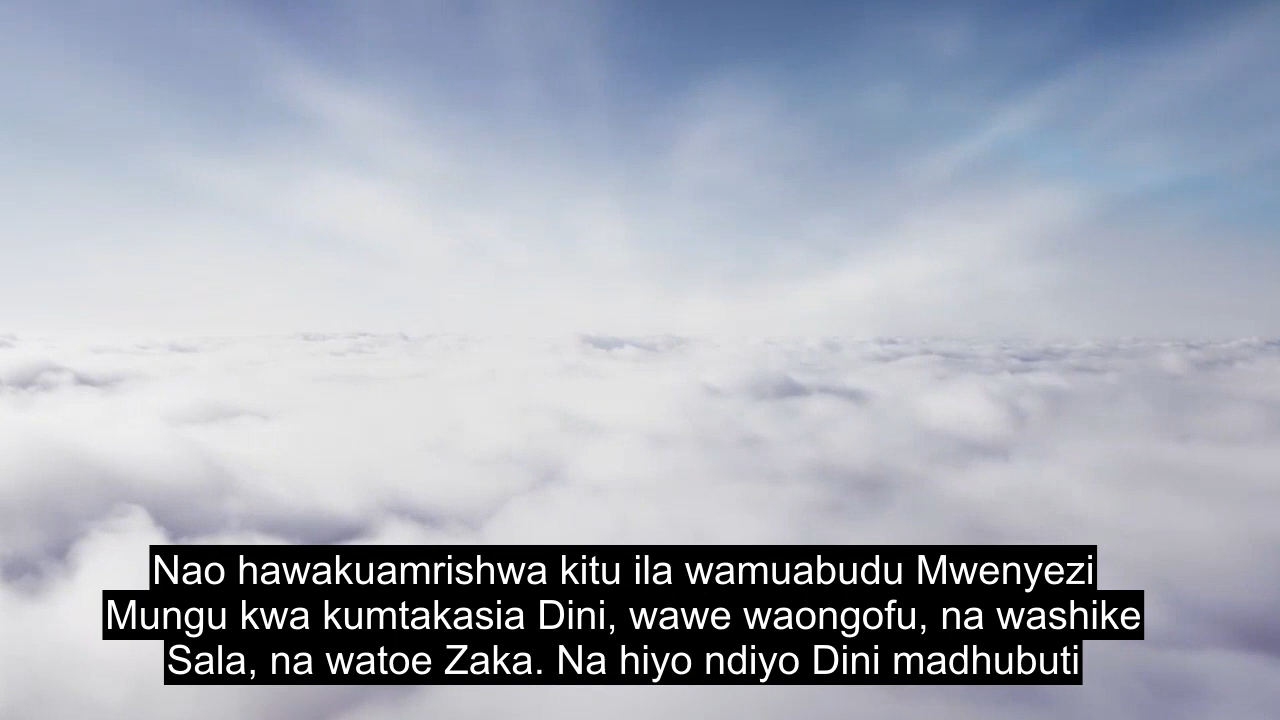 Nao hawakuamrishwa kitu ila wamuabudu Mwenyezi
Mungu kwa kumtakasia Dini, wawe waongofu, na washike
Sala, na watoe Zaka. Na hiyo ndiyo Dini madhubuti